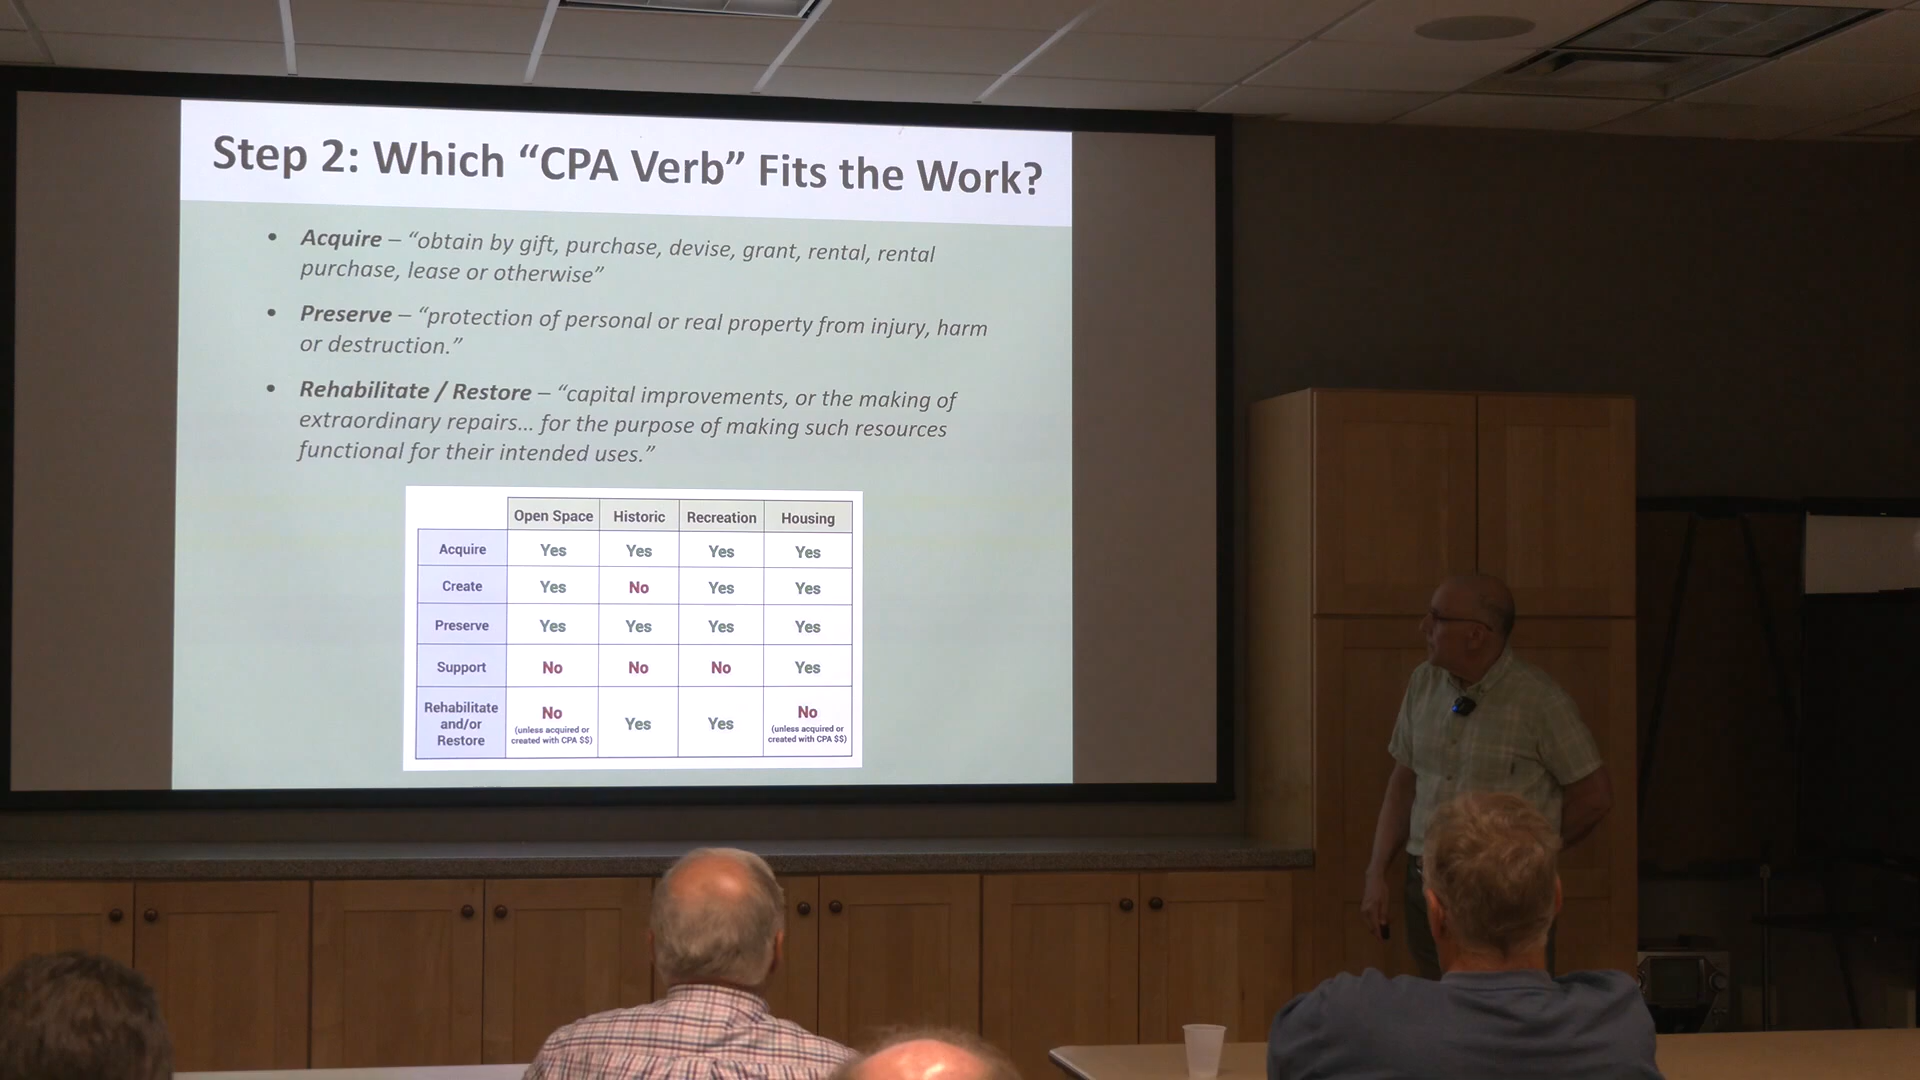 Step 2: Which “CPA Verb” Fits the Work?
• Acquire – “obtain by gift, purchase, devise, grant, rental, rental
purchase, lease or otherwise”
• Preserve – “protection of personal or real property from injury, harm
or destruction.”
• Rehabilitate / Restore – “capital improvements, or the making of
extraordinary repairs… for the purpose of making such resources
functional for their intended uses.”
Open Space Historic Recreation Housing
Acquire Yes Yes Yes Yes
Create Yes No Yes Yes
Preserve Yes Yes Yes Yes
Support No No No Yes
Rehabilitate
and/or
Restore
No
(unless acquired or
created with CPA $$)
Yes
Yes
No
(unless acquired or
created with CPA $$)